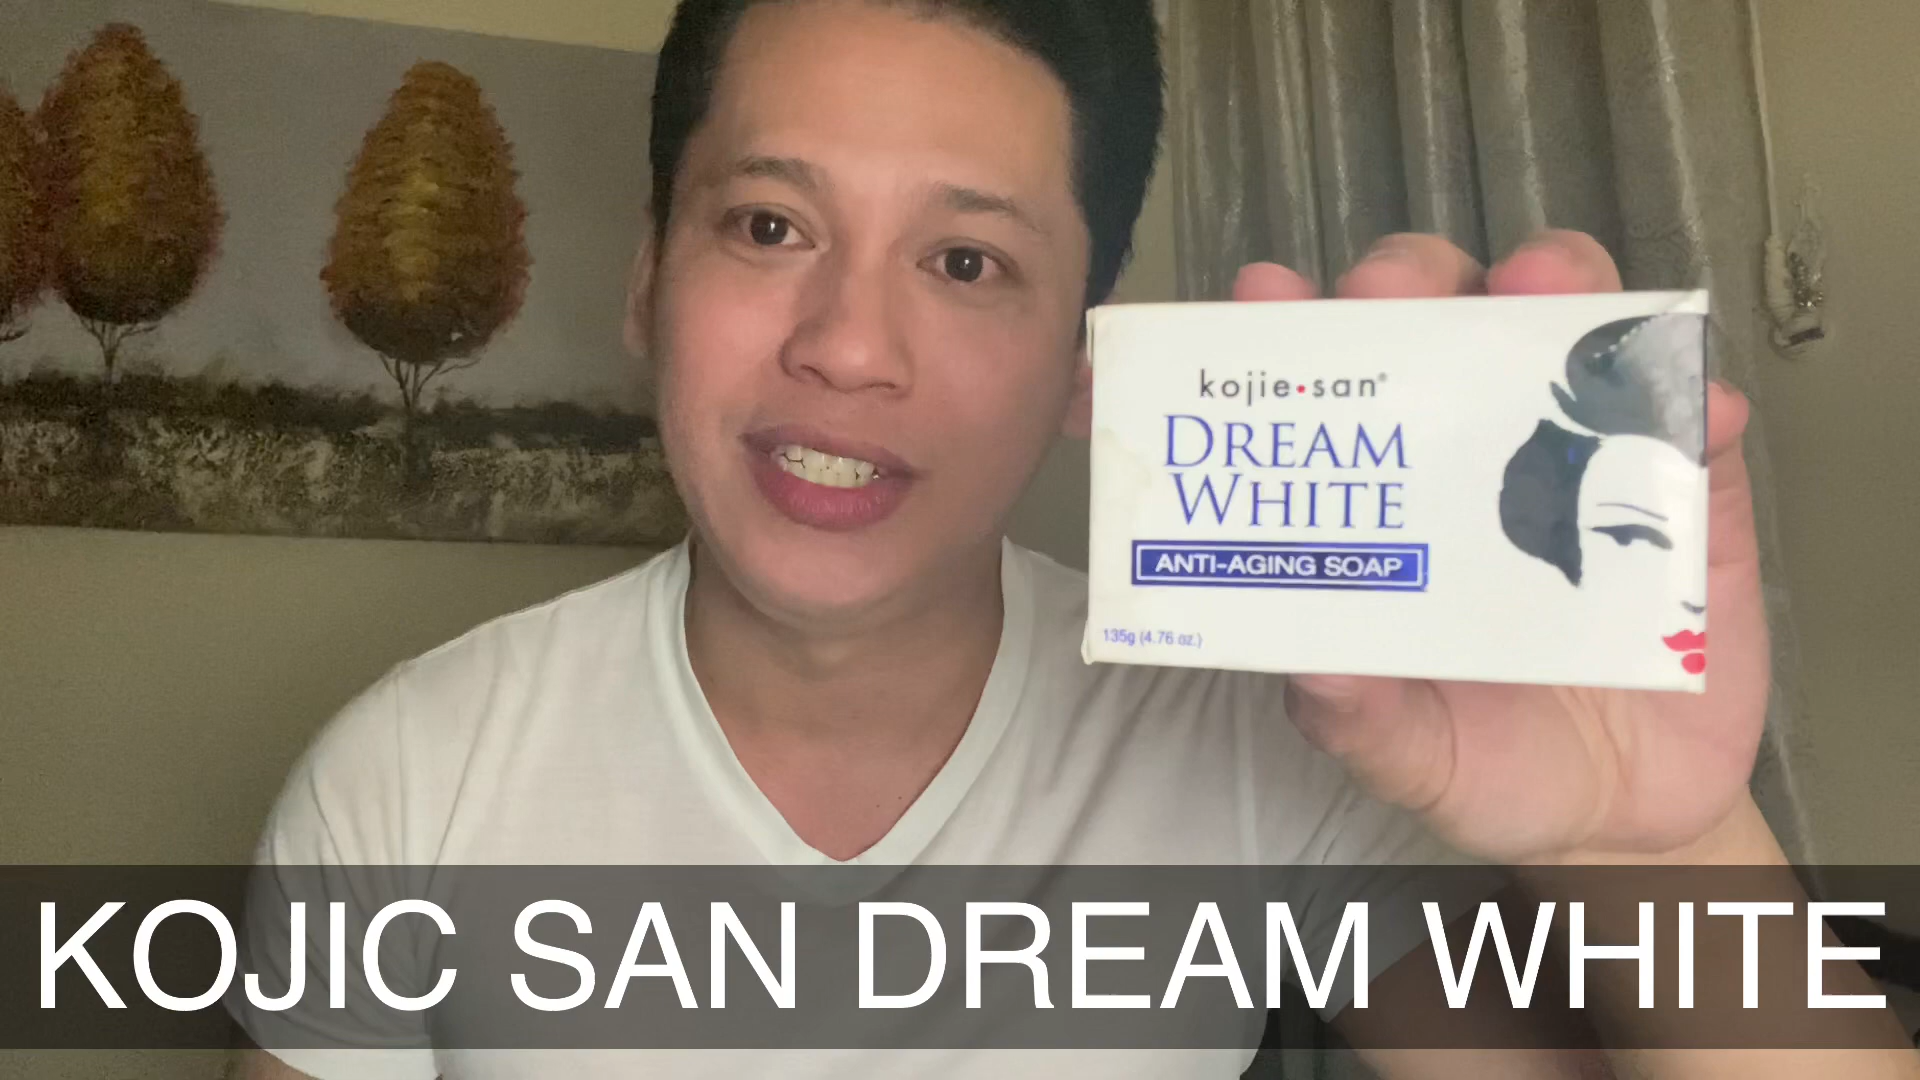 kojie•san®
DREAM
WHITE
ANTI-AGING SOAP
135g (4.76 oz.)
KOJIC SAN DREAM WHITE